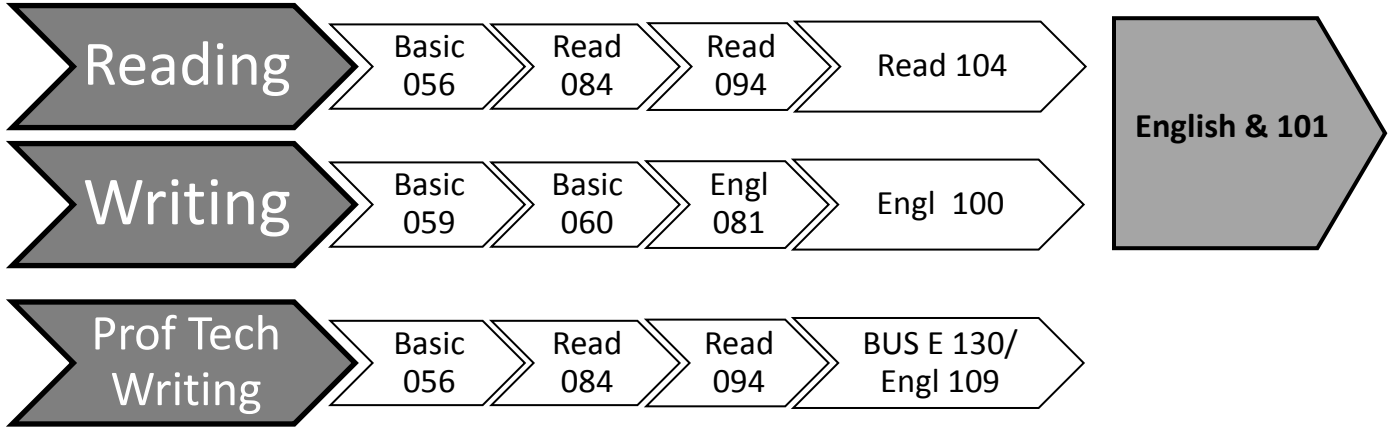 Reading
Basic
056
Read
084
Read
094
Read 104
English & 101
Writing
Basic
059
Basic
060
Engl
081
Engl 100
Prof Tech
Writing
Basic
056
Read
084
Read
094
BUS E 130/
Engl 109